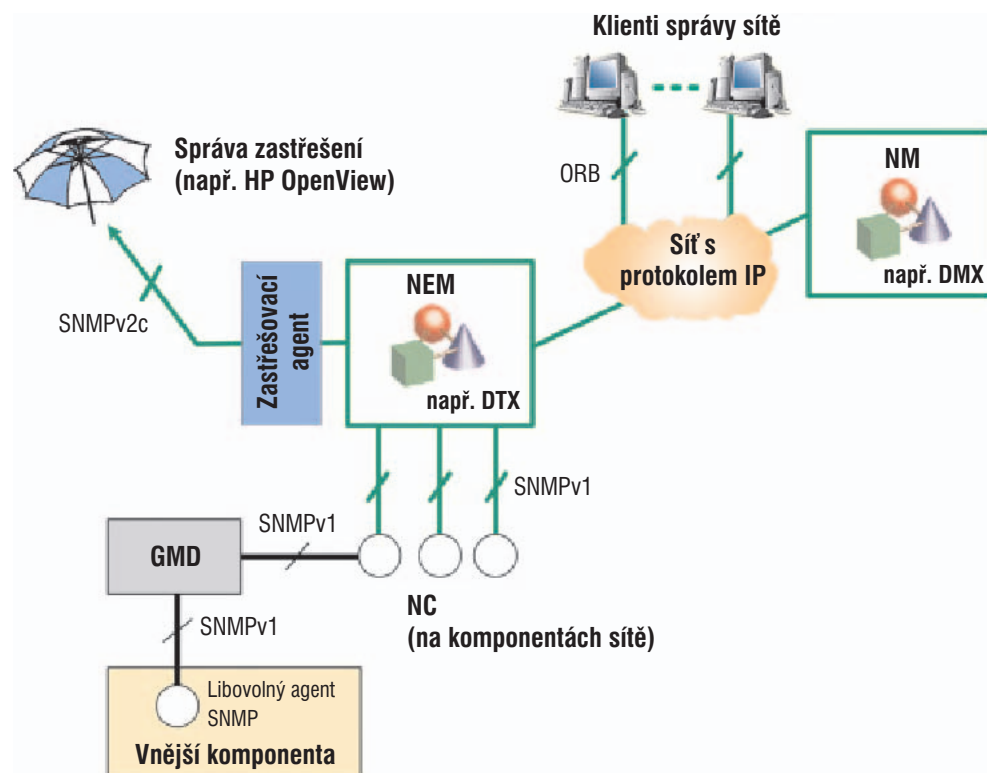 Klienti správy sítě
Správa zastřešení
(např. HP OpenView)
ORB
NM
např. DMX
Síť s
protokolem IP
SNMPv2c
Zastřešovací
agent
NEM
např. DTX
SNMPv1
SNMPv1
GMD
NC
(na komponentách sítě)
SNMPv1
Libovolný agent
SNMP
Vnější komponenta